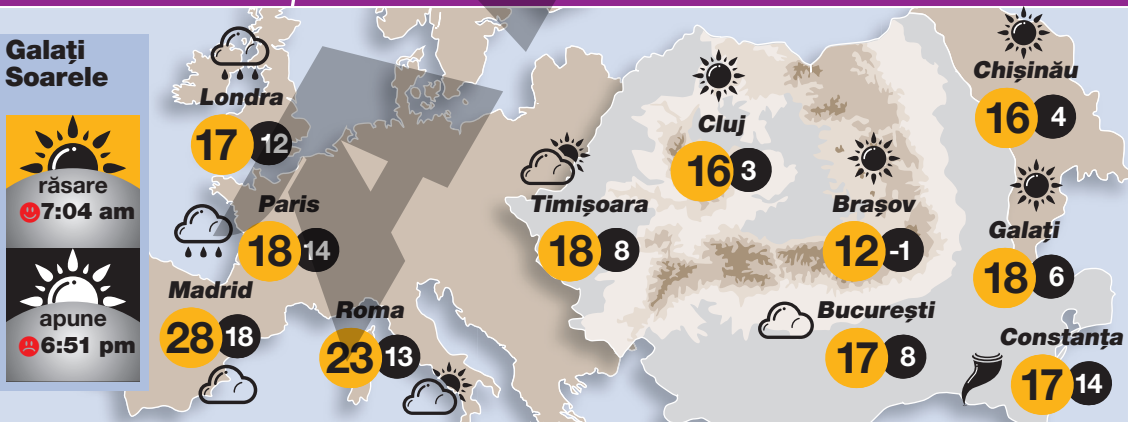 Galați
Soarele
răsare
7:04 am
apune
6:51 pm
Londra
17 12
Paris
18 14
Madrid
28 18
Roma
23 13
Timișoara
18 8
Cluj
16 3
Brașov
12 -1
București
17 8
Chișinău
16 4
Galați
18 6
Constanța
17 14